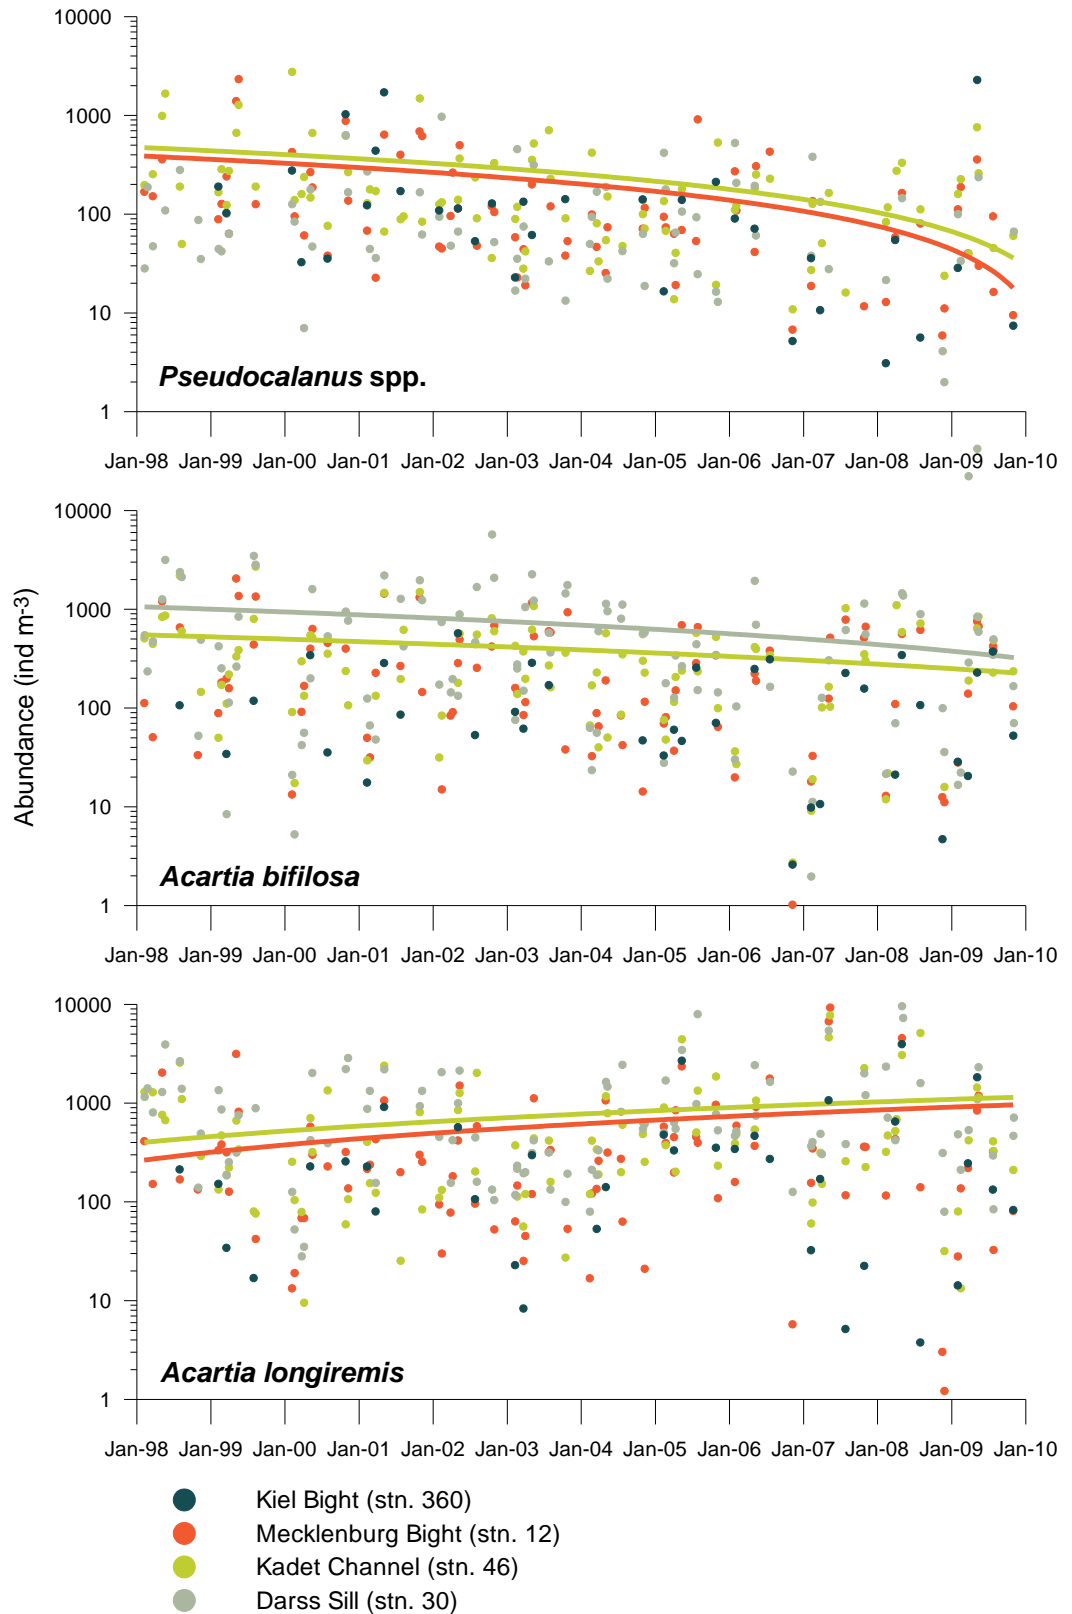 10000
1000
100
10
1
Pseudocalanus spp.
Jan-98 Jan-99 Jan-00 Jan-01 Jan-02 Jan-03 Jan-04 Jan-05 Jan-06 Jan-07 Jan-08 Jan-09 Jan-10
Abundance (ind m-3)
10000
1000
100
10
1
Acartia bifilosa
Jan-98 Jan-99 Jan-00 Jan-01 Jan-02 Jan-03 Jan-04 Jan-05 Jan-06 Jan-07 Jan-08 Jan-09 Jan-10
10000
1000
100
10
1
Acartia longiremis
Jan-98 Jan-99 Jan-00 Jan-01 Jan-02 Jan-03 Jan-04 Jan-05 Jan-06 Jan-07 Jan-08 Jan-09 Jan-10
Kiel Bight (stn. 360)
Mecklenburg Bight (stn. 12)
Kadet Channel (stn. 46)
Darss Sill (stn. 30)